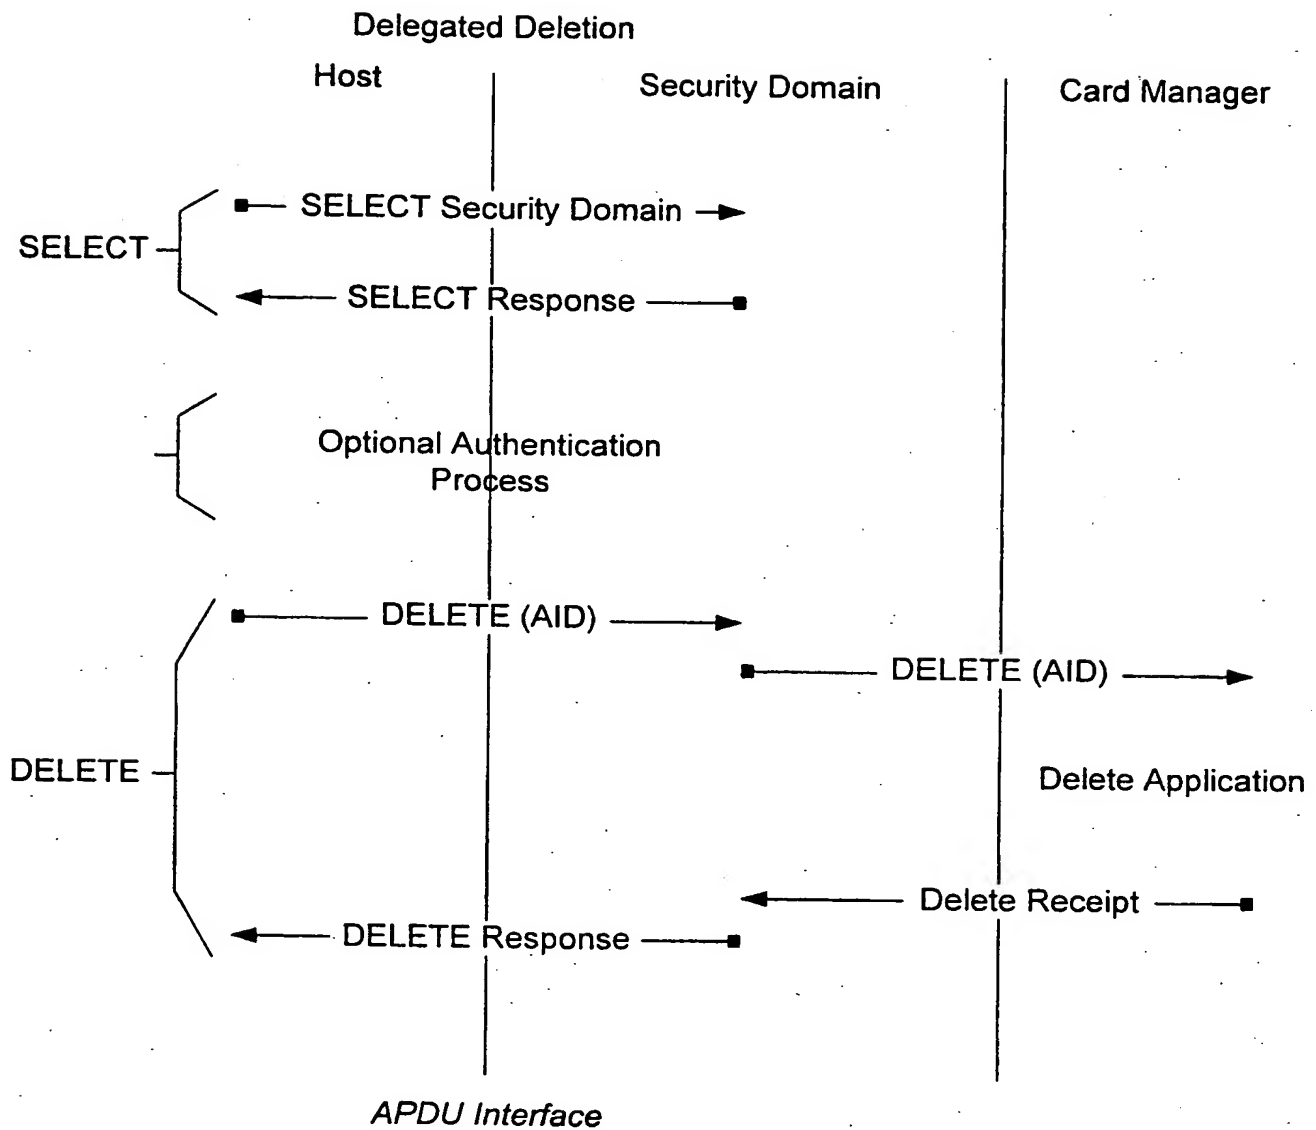 Delegated Deletion
Host
Security Domain
Card Manager
SELECT Security Domain
SELECT
SELECT Response
Optional Authentication
Process
DELETE (AID)
DELETE (AID)
DELETE
Delete Application
Delete Receipt
DELETE Response
APDU Interface